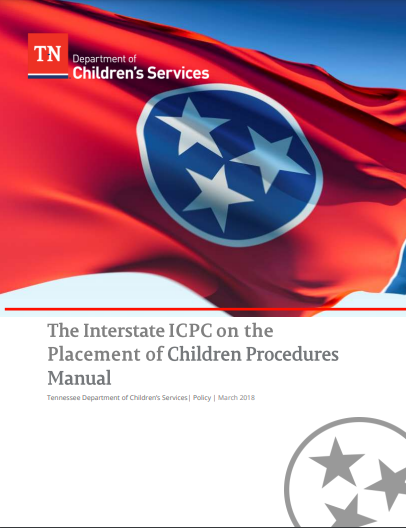 TN
Department of
Children's Services
The Interstate ICPC on the
Placement of Children Procedures
Manual
Tennessee Department of Children's Services| Policy | March 2018